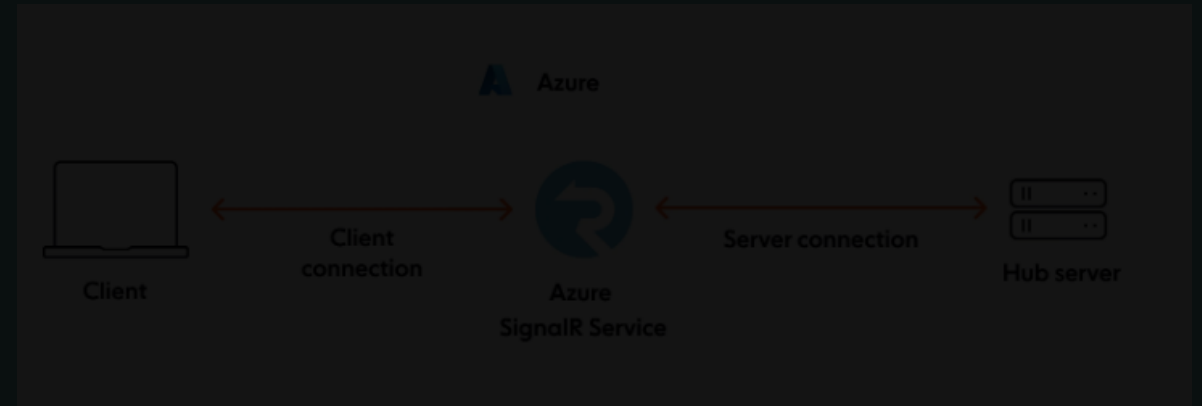 Azure
Client
connection
Server connection
Client
Azure
SignalR Service
Hub server